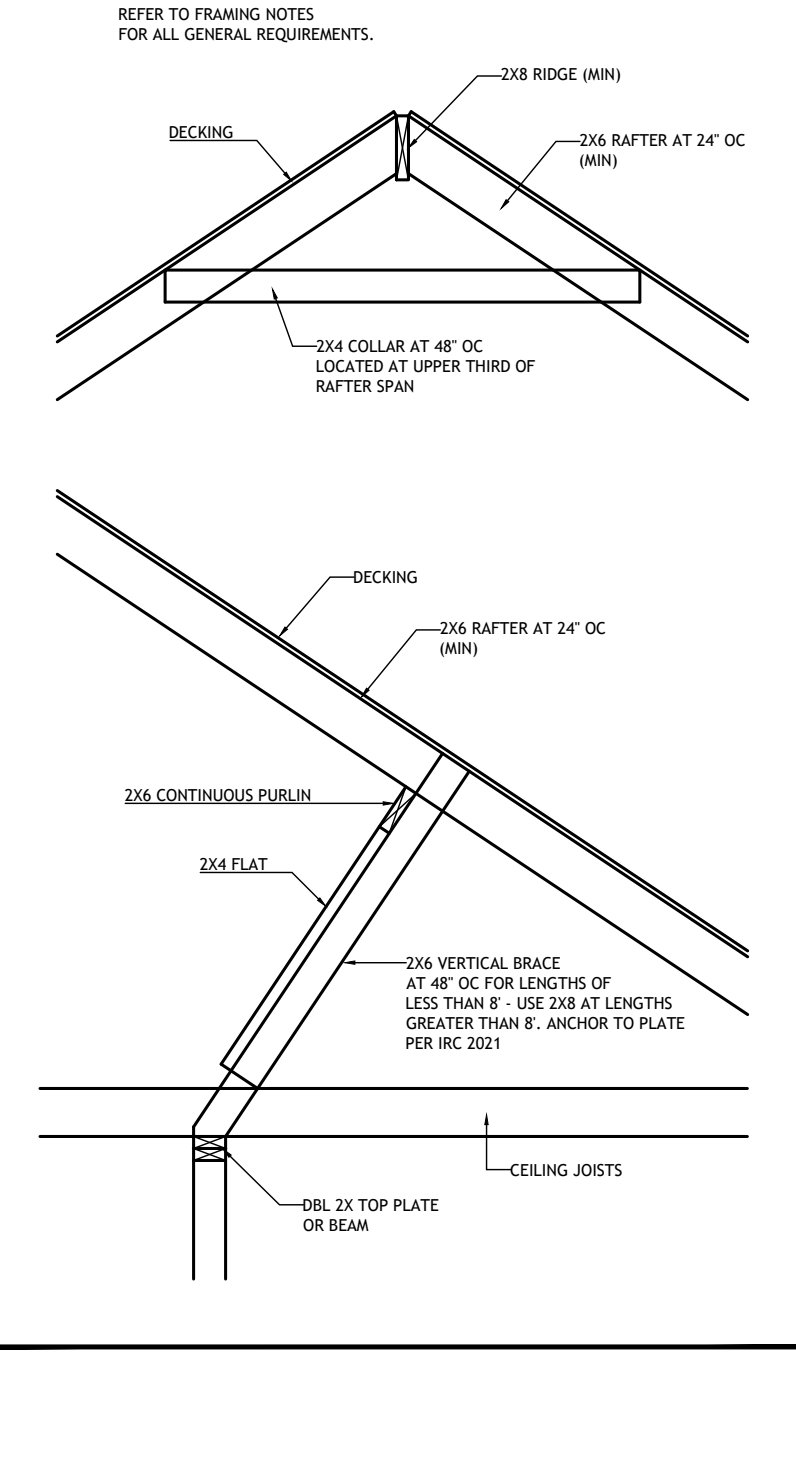 REFER TO FRAMING NOTES
FOR ALL GENERAL REQUIREMENTS.
2X8 RIDGE (MIN)
DECKING
2X6 RAFTER AT 24" OC
(MIN)
2X4 COLLAR AT 48" OC
LOCATED AT UPPER THIRD OF
RAFTER SPAN
DECKING
2X6 RAFTER AT 24" OC
(MIN)
2X6 CONTINUOUS PURLIN
2X4 FLAT
2X6 VERTICAL BRACE
AT 48" OC FOR LENGTHS OF
LESS THAN 8' - USE 2X8 AT LENGTHS
GREATER THAN 8'. ANCHOR TO PLATE
PER IRC 2021
CEILING JOISTS
DBL 2X TOP PLATE
OR BEAM